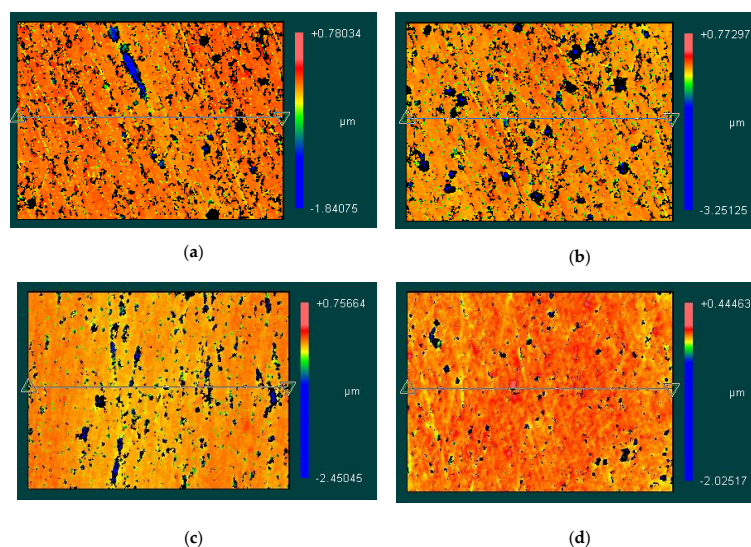 +0.78034
µm
-1.84075
(a)
+0.77297
µm
-3.25125
(b)
+0.75664
µm
-2.45045
(c)
+0.44463
µm
-2.02517
(d)